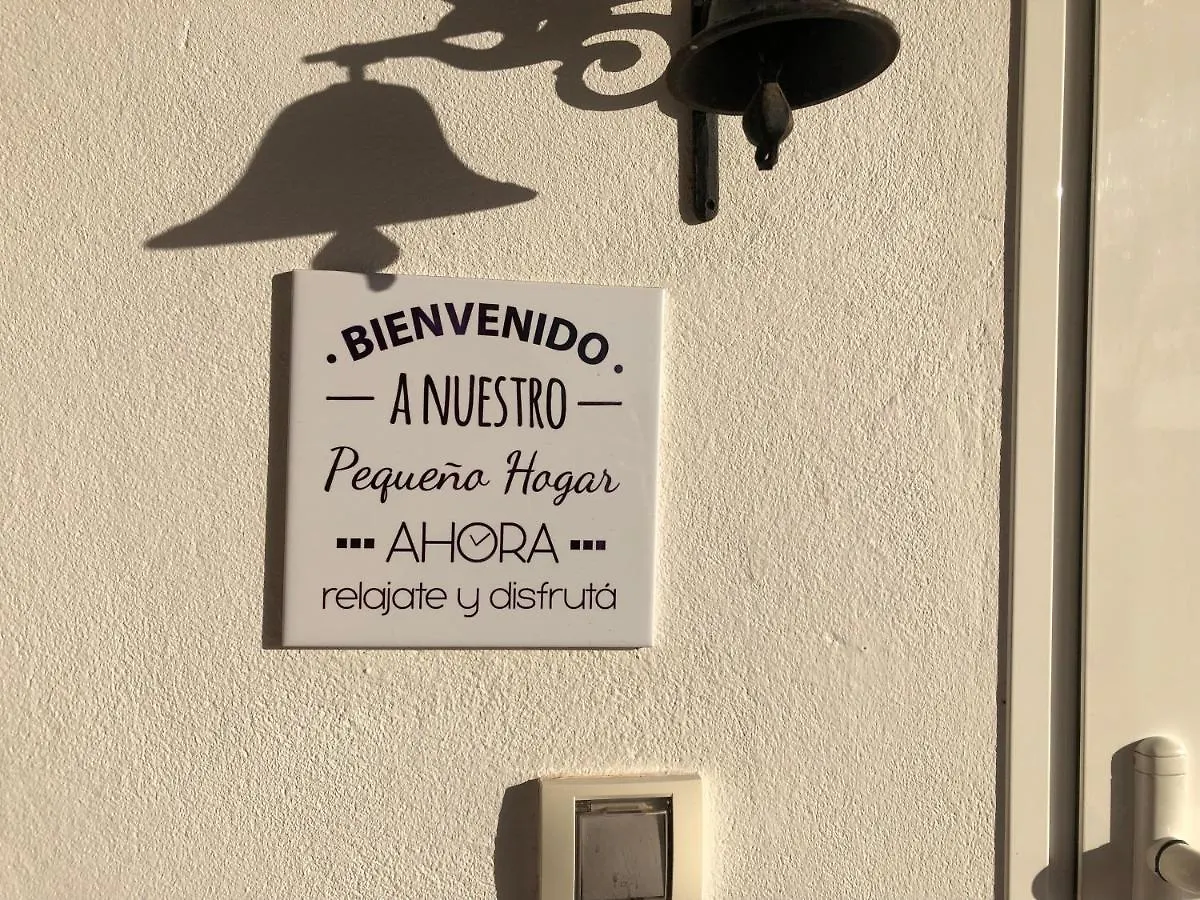 BIENVENIDO
A NUESTRO
Pequeño Hogar
AHORA
relajate y disfrutá